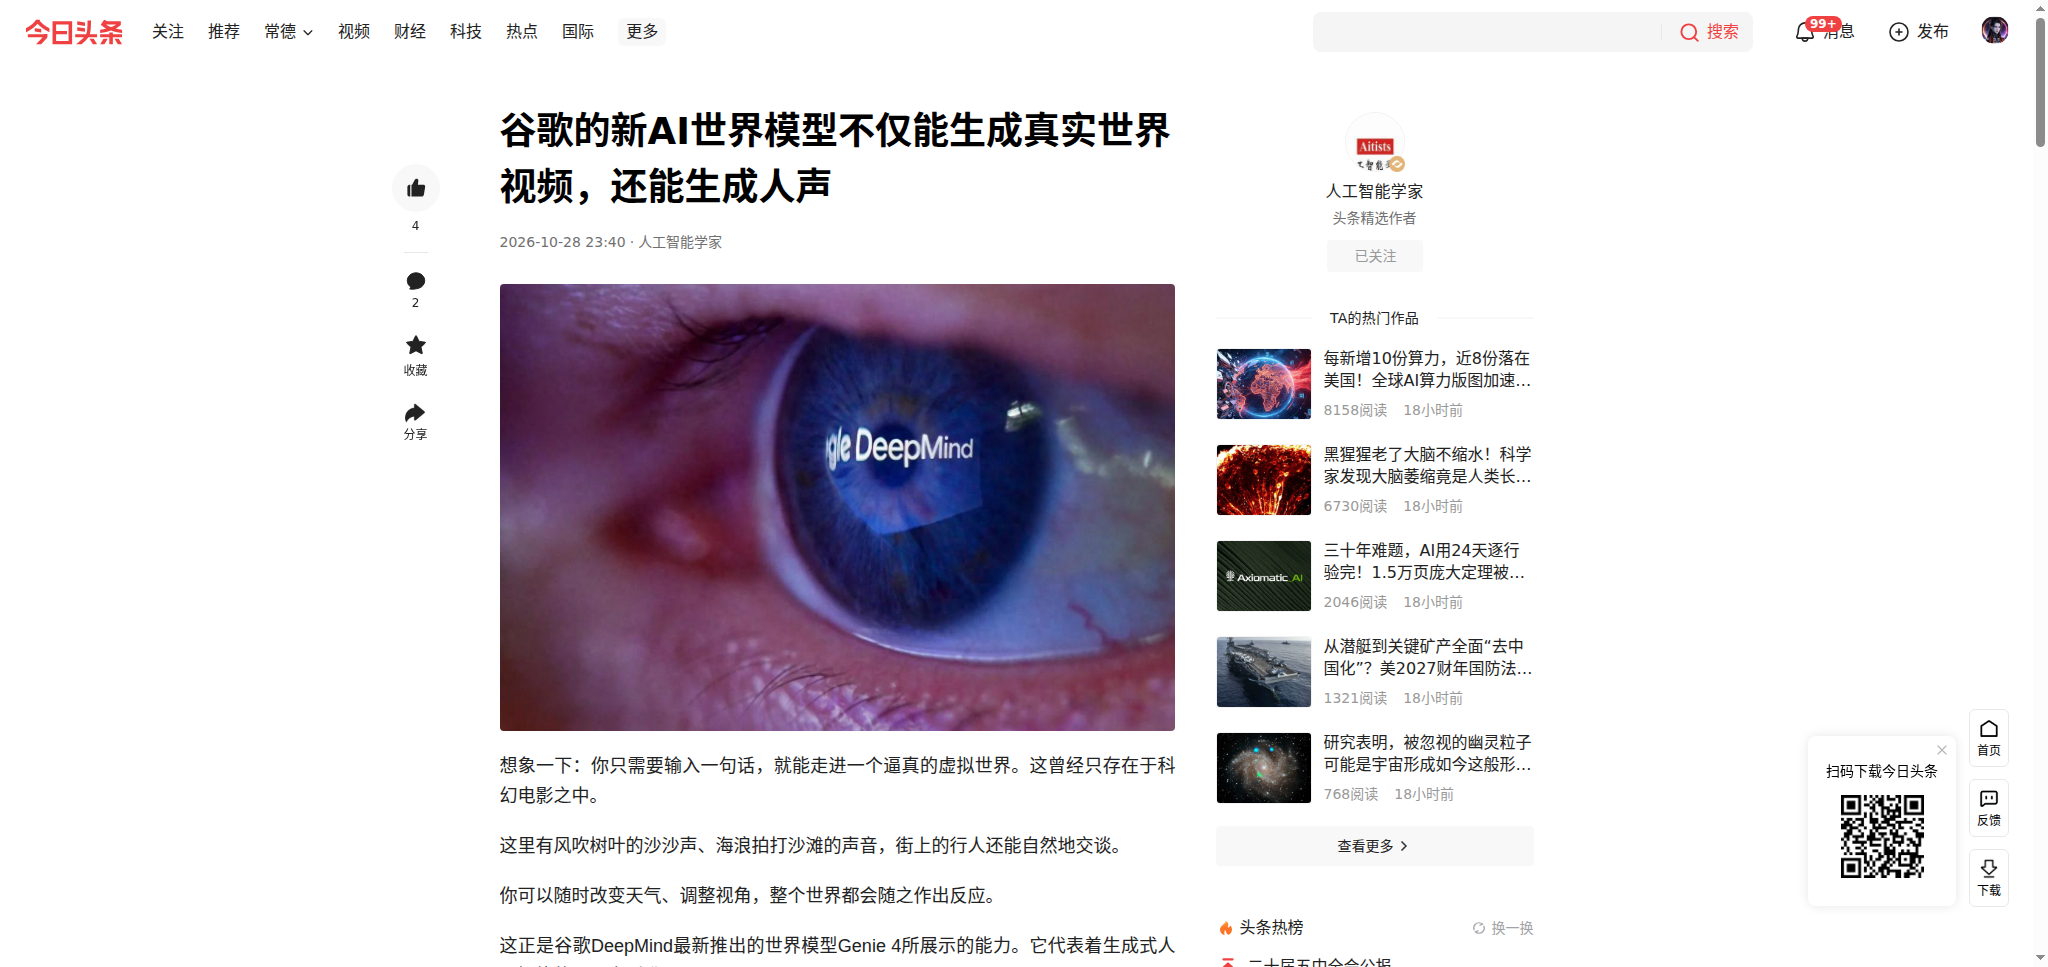 今日头条
关注 推荐 常德 视频 财经 科技 热点 国际 更多
搜索
99+
消息
发布
谷歌的新AI世界模型不仅能生成真实世界
视频，还能生成人声
2026-10-28 23:40 · 人工智能学家
4
2
收藏
分享
gle DeepMind
想象一下：你只需要输入一句话，就能走进一个逼真的虚拟世界。这曾经只存在于科
幻电影之中。
这里有风吹树叶的沙沙声、海浪拍打沙滩的声音，街上的行人还能自然地交谈。
你可以随时改变天气、调整视角，整个世界都会随之作出反应。
这正是谷歌DeepMind最新推出的世界模型Genie 4所展示的能力。它代表着生成式人
Aitists
人工智能学家
头条精选作者
已关注
TA的热门作品
每新增10份算力，近8份落在
美国！全球AI算力版图加速...
8158阅读 18小时前
黑猩猩老了大脑不缩水！科学
家发现大脑萎缩竟是人类长...
6730阅读 18小时前
Axiomatic_AI
三十年难题，AI用24天逐行
验完！1.5万页庞大定理被...
2046阅读 18小时前
从潜艇到关键矿产全面“去中
国化”？美2027财年国防法...
1321阅读 18小时前
研究表明，被忽视的幽灵粒子
可能是宇宙形成如今这般形...
768阅读 18小时前
查看更多
头条热榜
换一换
二十届五中全会公报
扫码下载今日头条
首页
反馈
下载